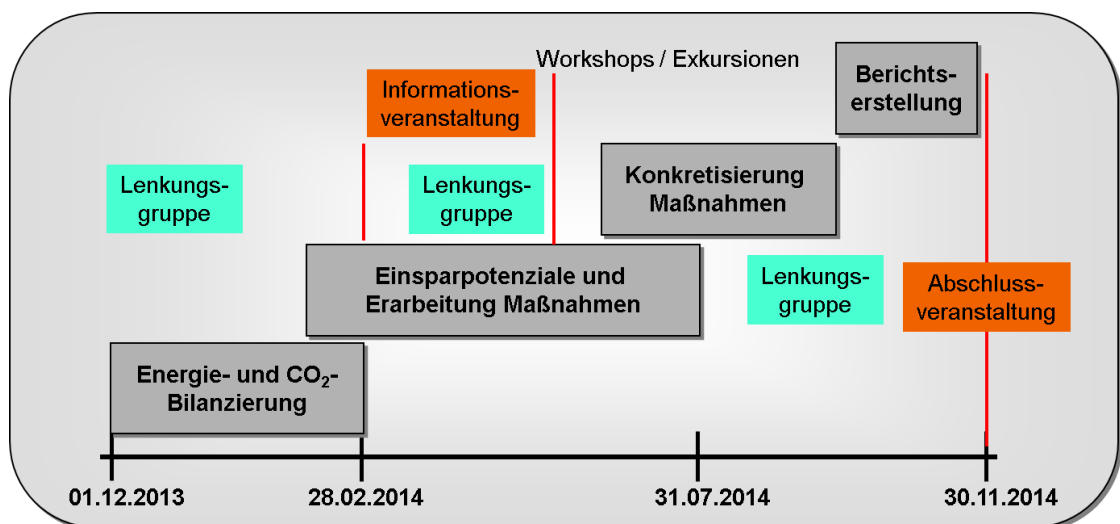 Workshops / Exkursionen
Berichts-
erstellung
Informations-
veranstaltung
Lenkungs-
gruppe
Lenkungs-
gruppe
Konkretisierung
Maßnahmen
Einsparpotenziale und
Erarbeitung Maßnahmen
Lenkungs-
gruppe
Abschluss-
veranstaltung
Energie- und CO₂-
Bilanzierung
01.12.2013
28.02.2014
31.07.2014
30.11.2014